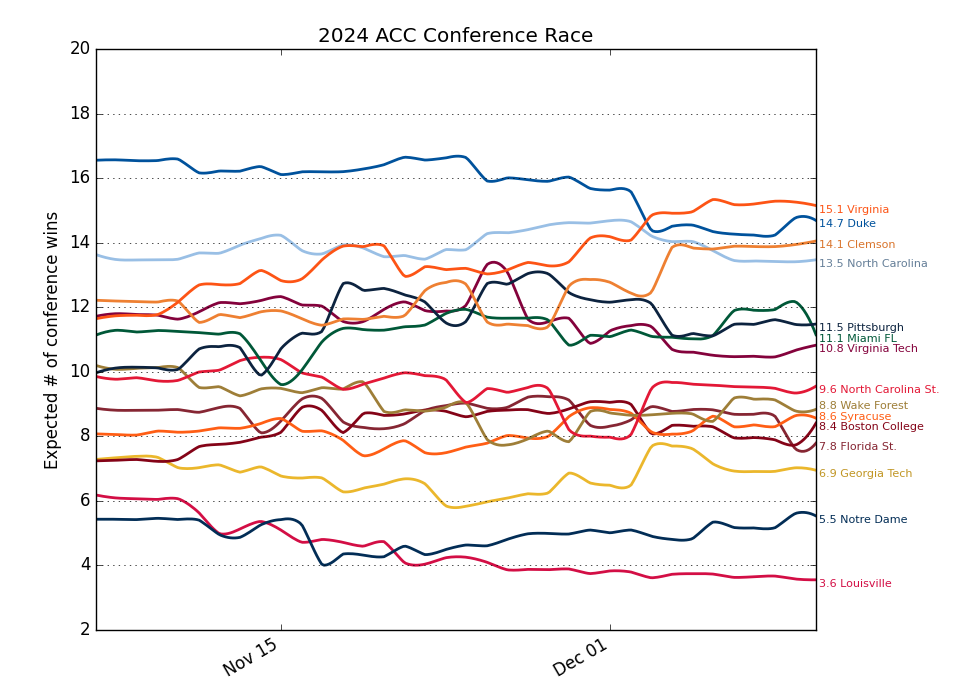 2024 ACC Conference Race
Expected # of conference wins
20
18
16
14
12
10
8
6
4
2
Nov 15
Dec 01
15.1 Virginia
14.7 Duke
14.1 Clemson
13.5 North Carolina
11.5 Pittsburgh
11.1 Miami FL
10.8 Virginia Tech
9.6 North Carolina St.
8.8 Wake Forest
8.6 Syracuse
8.4 Boston College
7.8 Florida St.
6.9 Georgia Tech
5.5 Notre Dame
3.6 Louisville